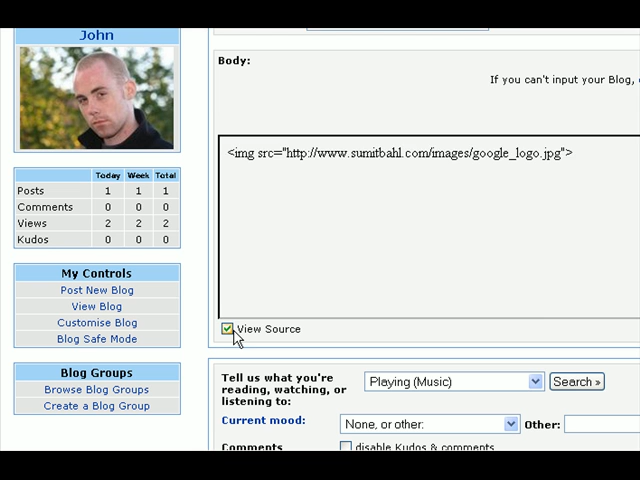 John
Today Week Total
Posts 1 1 1
Comments 0 0 0
Views 2 2 2
Kudos 0 0 0
My Controls
Post New Blog
View Blog
Customise Blog
Blog Safe Mode
Blog Groups
Browse Blog Groups
Create a Blog Group
Body:
If you can't input your Blog,
<img src="http://www.sumitbahl.com/images/google_logo.jpg">
View Source
Tell us what you're
reading, watching, or
listening to:
Playing (Music)
Search »
Current mood:
None, or other:
Other:
Comments
disable Kudos & comments